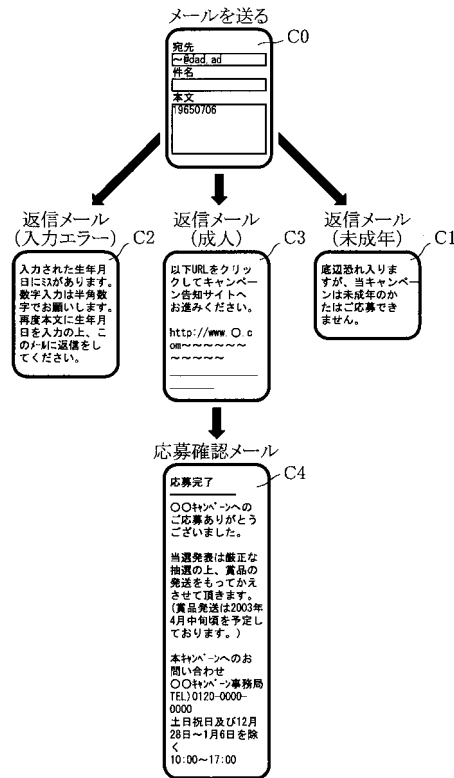 メールを送る
C0
宛先
～@dad.ad
件名
本文
19650706
返信メール
(入力エラー)
C2
入力された生年月
日にﾐｽがあります。
数字入力は半角数
字でお願いします。
再度本文に生年月
日を入力の上、こ
のﾒｰﾙに返信をし
てください。
返信メール
(成人)
C3
以下URLをクリッ
クしてキャンペー
ン告知サイトへ
お進みください。
http://www.○.c
om～～～～～～
～～～～～
返信メール
(未成年)
C1
底辺恐れ入りま
すが、当キャンペー
ンは未成年のか
たはご応募でき
ません。
応募確認メール
C4
応募完了
○○ｷｬﾝﾍﾟｰﾝへの
ご応募ありがとう
ございました。
当選発表は厳正な
抽選の上、賞品の
発送をもってかえ
させて頂きます。
(賞品発送は2003年
4月中旬頃を予定し
ております。)
本ｷｬﾝﾍﾟｰﾝへのお
問い合わせ
○○ｷｬﾝﾍﾟｰﾝ事務局
TEL)0120-0000-
0000
土日祝日及び12月
28日～1月6日を除
く
10:00～17:00